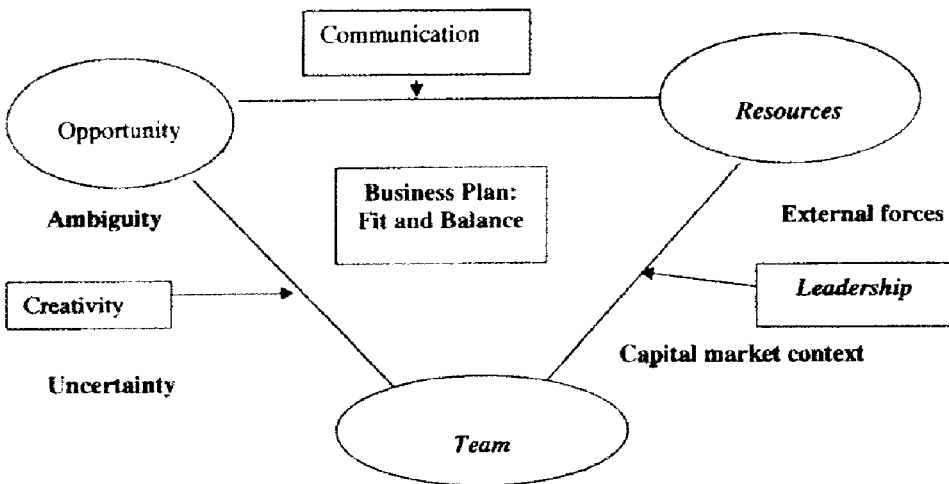 Communication
Opportunity
Resources
Business Plan:
Fit and Balance
Ambiguity
External forces
Creativity
Leadership
Capital market context
Uncertainty
Team